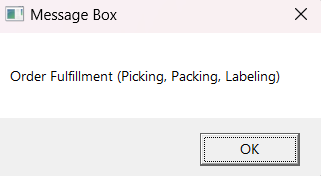 Message Box
Order Fulfillment (Picking, Packing, Labeling)
OK